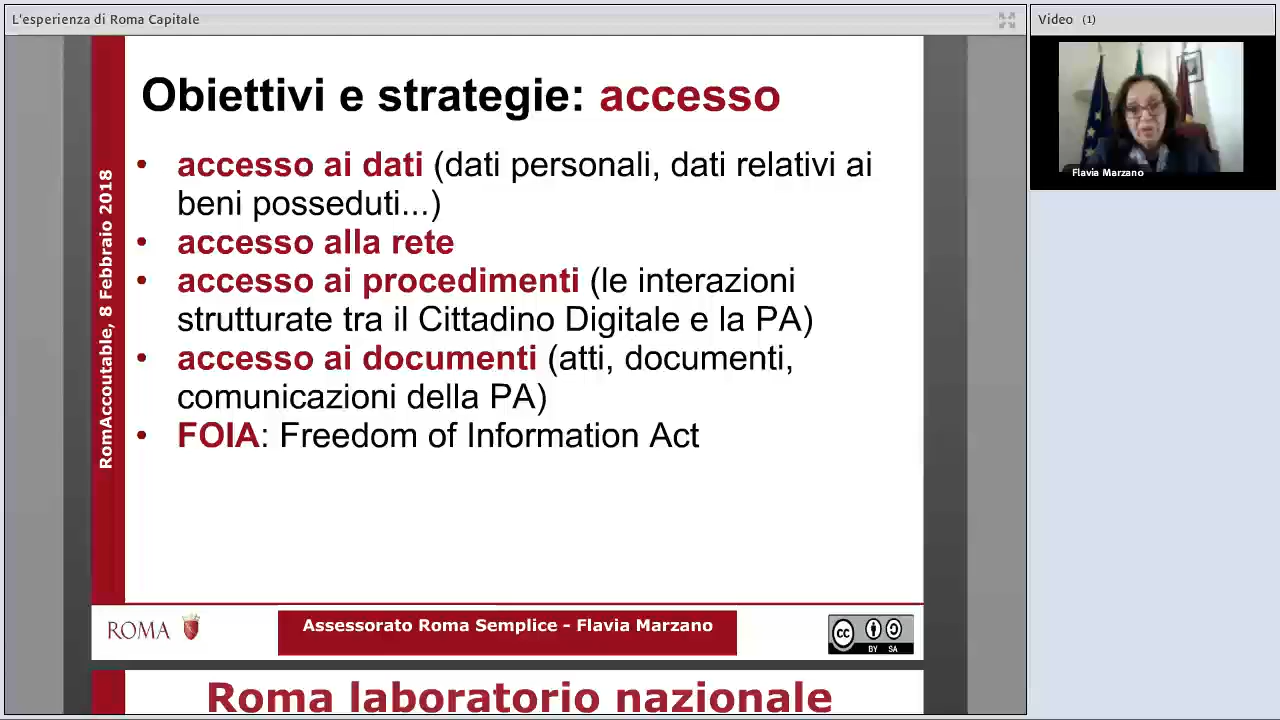 L'esperienza di Roma Capitale
Video (1)
Flavia Marzano
RomAccoutable, 8 Febbraio 2018
Obiettivi e strategie: accesso
• accesso ai dati (dati personali, dati relativi ai
beni posseduti...)
• accesso alla rete
• accesso ai procedimenti (le interazioni
strutturate tra il Cittadino Digitale e la PA)
• accesso ai documenti (atti, documenti,
comunicazioni della PA)
• FOIA: Freedom of Information Act
ROMA
Assessorato Roma Semplice - Flavia Marzano
cc
BY SA
Roma laboratorio nazionale